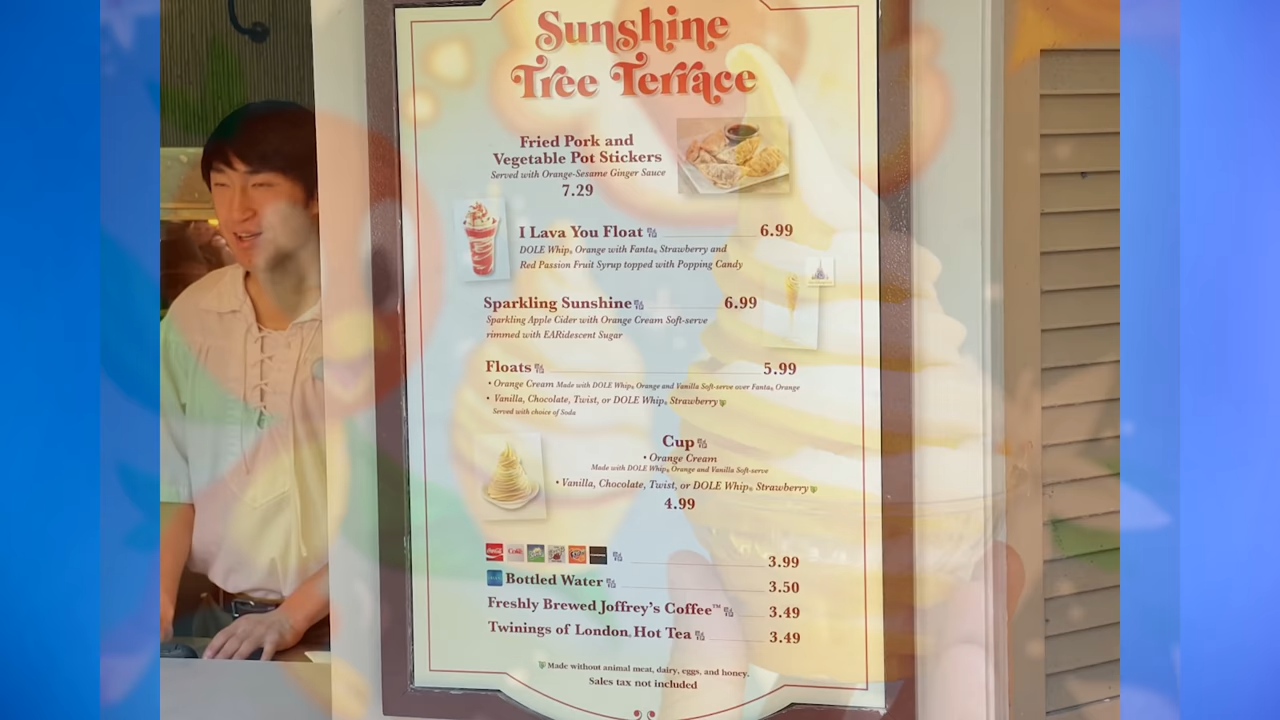 Sunshine
Tree Terrace
Fried Pork and
Vegetable Pot Stickers
Served with Orange-Sesame Ginger Sauce
7.29
I Lava You Float 6.99
DOLE Whip® Orange with Fanta® Strawberry and
Red Passion Fruit Syrup topped with Popping Candy
Sparkling Sunshine 6.99
Sparkling Apple Cider with Orange Cream Soft-serve
rimmed with EARidescent Sugar
Floats 5.99
• Orange Cream Made with DOLE Whip® Orange and Vanilla Soft-serve over Fanta® Orange
• Vanilla, Chocolate, Twist, or DOLE Whip® Strawberry
Served with choice of Soda
Cup
• Orange Cream
Made with DOLE Whip® Orange and Vanilla Soft-serve
• Vanilla, Chocolate, Twist, or DOLE Whip® Strawberry
4.99
3.99
Bottled Water 3.50
Freshly Brewed Joffrey's Coffee™ 3.49
Twinings of London® Hot Tea 3.49
Made without animal meat, dairy, eggs, and honey.
Sales tax not included